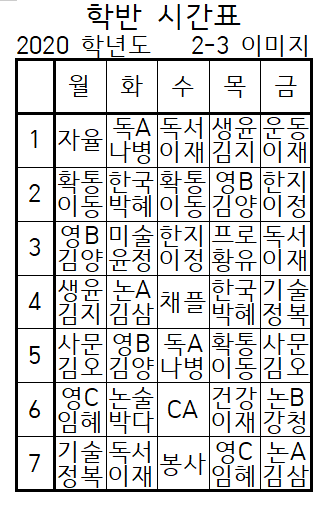 학반 시간표
2020 학년도 2-3 이미지
월 화 수 목 금
1 자율 독A 나병 독서 이재 생윤 김지 운동 이재
2 확통 이동 한국 박혜 확통 이동 영B 김양 한지 이정
3 영B 김양 미술 윤정 한지 이정 프로 황유 독서 이재
4 생윤 김지 논A 김삼 채플 한국 박혜 기술 정복
5 사문 김오 영B 김양 독A 나병 확통 이동 사문 김오
6 영C 임혜 논술 박다 CA 건강 이재 논B 강청
7 기술 정복 독서 이재 봉사 영C 임혜 논A 김삼